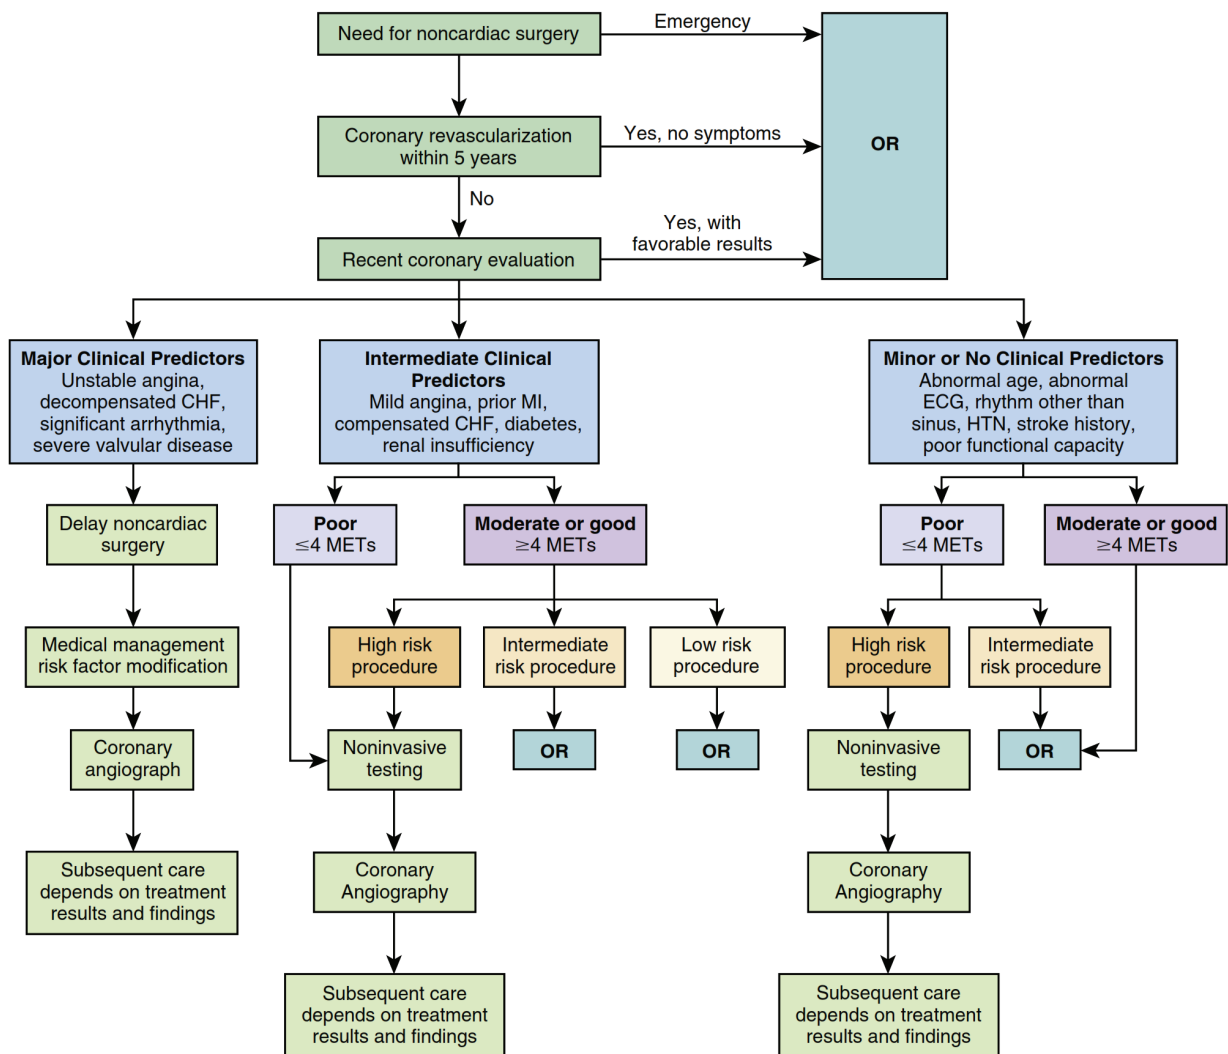 Need for noncardiac surgery
Emergency
OR
Coronary revascularization
within 5 years
Yes, no symptoms
No
Recent coronary evaluation
Yes, with
favorable results
Major Clinical Predictors
Unstable angina,
decompensated CHF,
significant arrhythmia,
severe valvular disease
Intermediate Clinical
Predictors
Mild angina, prior MI,
compensated CHF, diabetes,
renal insufficiency
Minor or No Clinical Predictors
Abnormal age, abnormal
ECG, rhythm other than
sinus, HTN, stroke history,
poor functional capacity
Delay noncardiac
surgery
Poor
≤4 METs
Moderate or good
≥4 METs
Poor
≤4 METs
Moderate or good
≥4 METs
Medical management
risk factor modification
High risk
procedure
Intermediate
risk procedure
Low risk
procedure
High risk
procedure
Intermediate
risk procedure
Coronary
angiograph
Noninvasive
testing
OR
OR
Noninvasive
testing
OR
Subsequent care
depends on treatment
results and findings
Coronary
Angiography
Coronary
Angiography
Subsequent care
depends on treatment
results and findings
Subsequent care
depends on treatment
results and findings